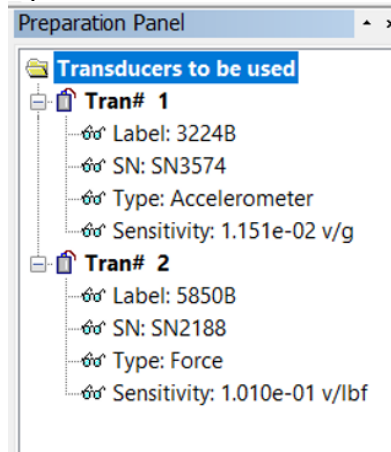 Preparation Panel
Transducers to be used
Tran# 1
Label: 3224B
SN: SN3574
Type: Accelerometer
Sensitivity: 1.151e-02 v/g
Tran# 2
Label: 5850B
SN: SN2188
Type: Force
Sensitivity: 1.010e-01 v/lbf